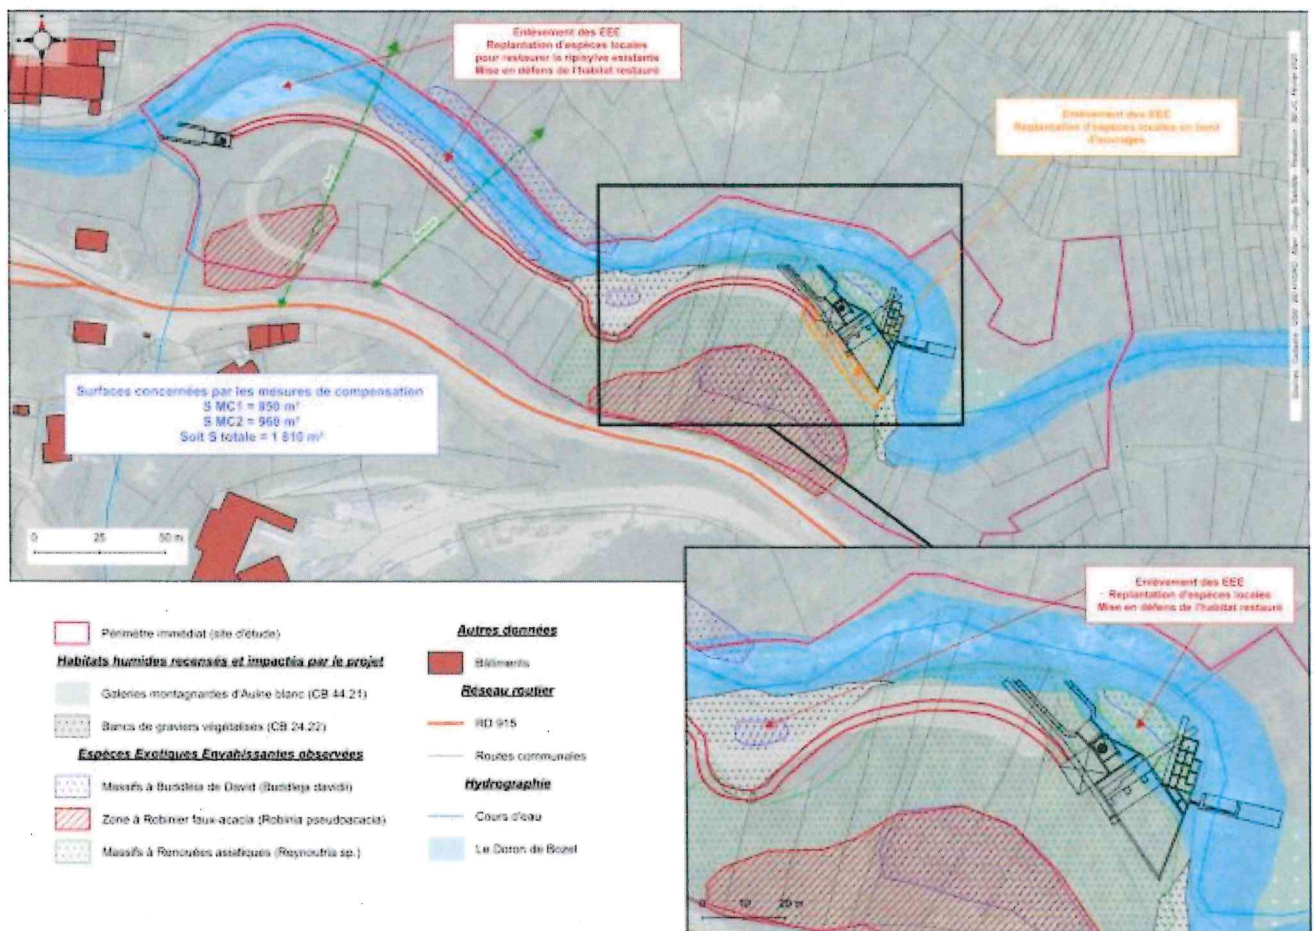 Enlèvement des EEE
Replantation d'espèces locales
pour restaurer la ripisylve existante
Mise en défens de l'habitat restauré
Enlèvement des EEE
Replantation d'espèces locales en bord
d'ouvrages
Surfaces concernées par les mesures de compensation
S MC1 = 850 m²
S MC2 = 960 m²
Soit S totale = 1 810 m²
0 25 50 m
Enlèvement des EEE
Replantation d'espèces locales
Mise en défens de l'habitat restauré
0 10 20 m
Périmètre immédiat (site d'étude)
Habitats humides recensés et impactés par le projet
Galeries montagnardes d'Aulne blanc (CB 44.21)
Bancs de graviers végétalisés (CB 24.22)
Espèces Exotiques Envahissantes observées
Massifs à Buddleia de David (Buddleja davidii)
Zone à Robinier faux-acacia (Robinia pseudoacacia)
Massifs à Renouées asiatiques (Reynoutria sp.)
Autres données
Bâtiments
Réseau routier
RD 915
Routes communales
Hydrographie
Cours d'eau
Le Doron de Bozel